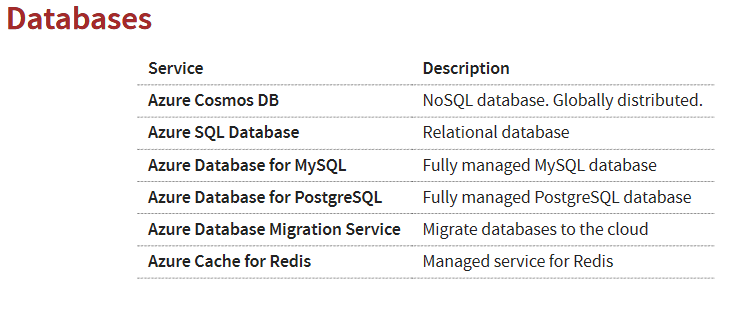 Databases
Service Description
Azure Cosmos DB NoSQL database. Globally distributed.
Azure SQL Database Relational database
Azure Database for MySQL Fully managed MySQL database
Azure Database for PostgreSQL Fully managed PostgreSQL database
Azure Database Migration Service Migrate databases to the cloud
Azure Cache for Redis Managed service for Redis